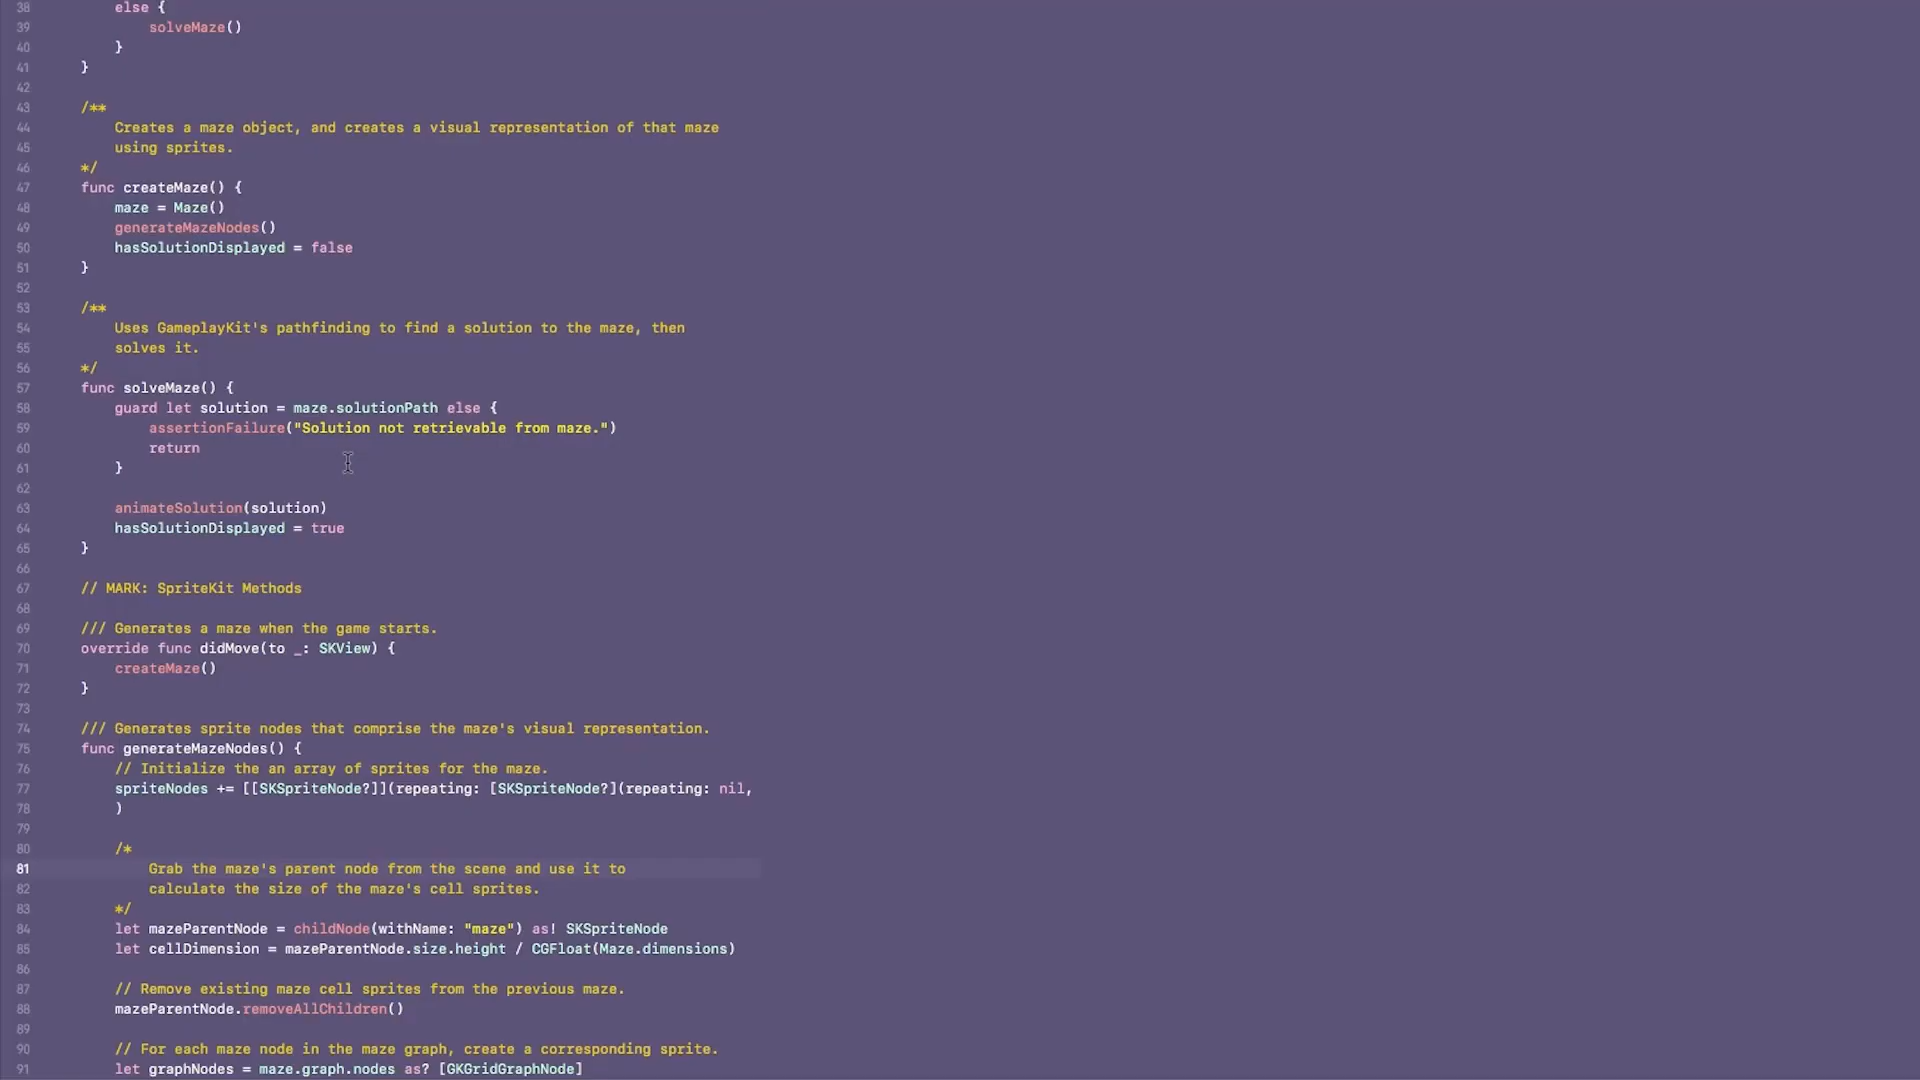 38 else {
39 solveMaze()
40 }
41 }
42
43 /**
44 Creates a maze object, and creates a visual representation of that maze
45 using sprites.
46 */
47 func createMaze() {
48 maze = Maze()
49 generateMazeNodes()
50 hasSolutionDisplayed = false
51 }
52
53 /**
54 Uses GameplayKit's pathfinding to find a solution to the maze, then
55 solves it.
56 */
57 func solveMaze() {
58 guard let solution = maze.solutionPath else {
59 assertionFailure("Solution not retrievable from maze.")
60 return
61 }
62
63 animateSolution(solution)
64 hasSolutionDisplayed = true
65 }
66
67 // MARK: SpriteKit Methods
68
69 /// Generates a maze when the game starts.
70 override func didMove(to _: SKView) {
71 createMaze()
72 }
73
74 /// Generates sprite nodes that comprise the maze's visual representation.
75 func generateMazeNodes() {
76 // Initialize the an array of sprites for the maze.
77 spriteNodes += [[SKSpriteNode?]](repeating: [SKSpriteNode?](repeating: nil,
78 )
79
80 /*
81 Grab the maze's parent node from the scene and use it to
82 calculate the size of the maze's cell sprites.
83 */
84 let mazeParentNode = childNode(withName: "maze") as! SKSpriteNode
85 let cellDimension = mazeParentNode.size.height / CGFloat(Maze.dimensions)
86
87 // Remove existing maze cell sprites from the previous maze.
88 mazeParentNode.removeAllChildren()
89
90 // For each maze node in the maze graph, create a corresponding sprite.
91 let graphNodes = maze.graph.nodes as? [GKGridGraphNode]